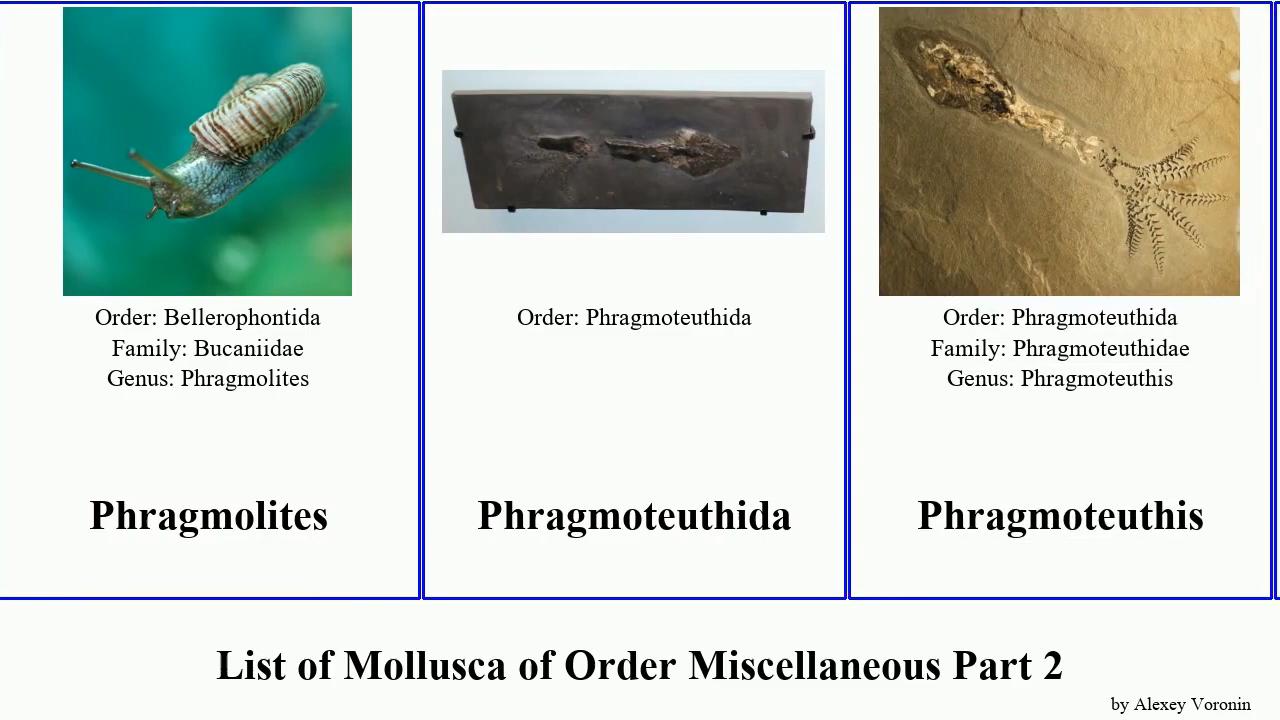 Order: Bellerophontida
Family: Bucaniidae
Genus: Phragmolites
Phragmolites
Order: Phragmoteuthida
Phragmoteuthida
Order: Phragmoteuthida
Family: Phragmoteuthidae
Genus: Phragmoteuthis
Phragmoteuthis
List of Mollusca of Order Miscellaneous Part 2
by Alexey Voronin